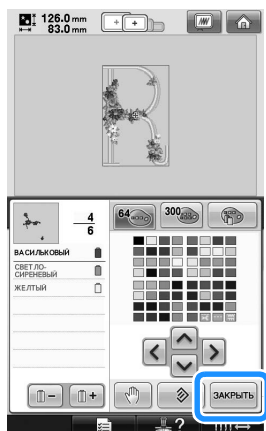 126.0 mm
83.0 mm
4
6
64
300
ВАСИЛЬКОВЫЙ
СВЕТЛО-
СИРЕНЕВЫЙ
ЖЕЛТЫЙ
ЗАКРЫТЬ
?